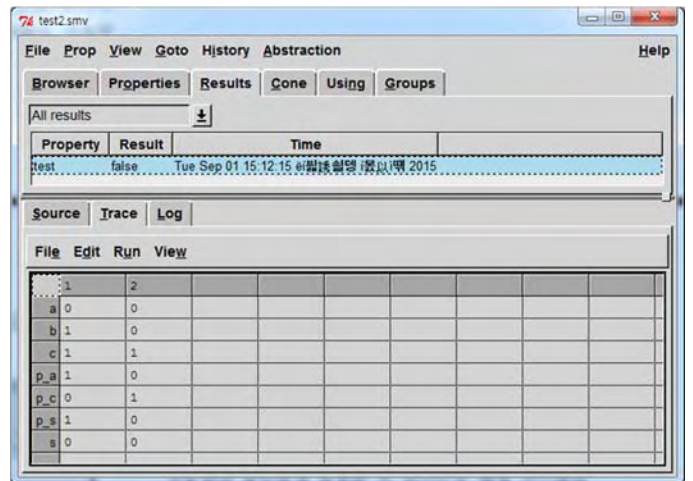 test2.smv
File Prop View Goto History Abstraction Help
Browser Properties Results Cone Using Groups
All results
Property Result Time
test false Tue Sep 01 15:12:15 2015
Source Trace Log
File Edit Run View
1 2
a 0 0
b 1 0
c 1 1
p_a 1 0
p_c 0 1
p_s 1 0
s 0 0